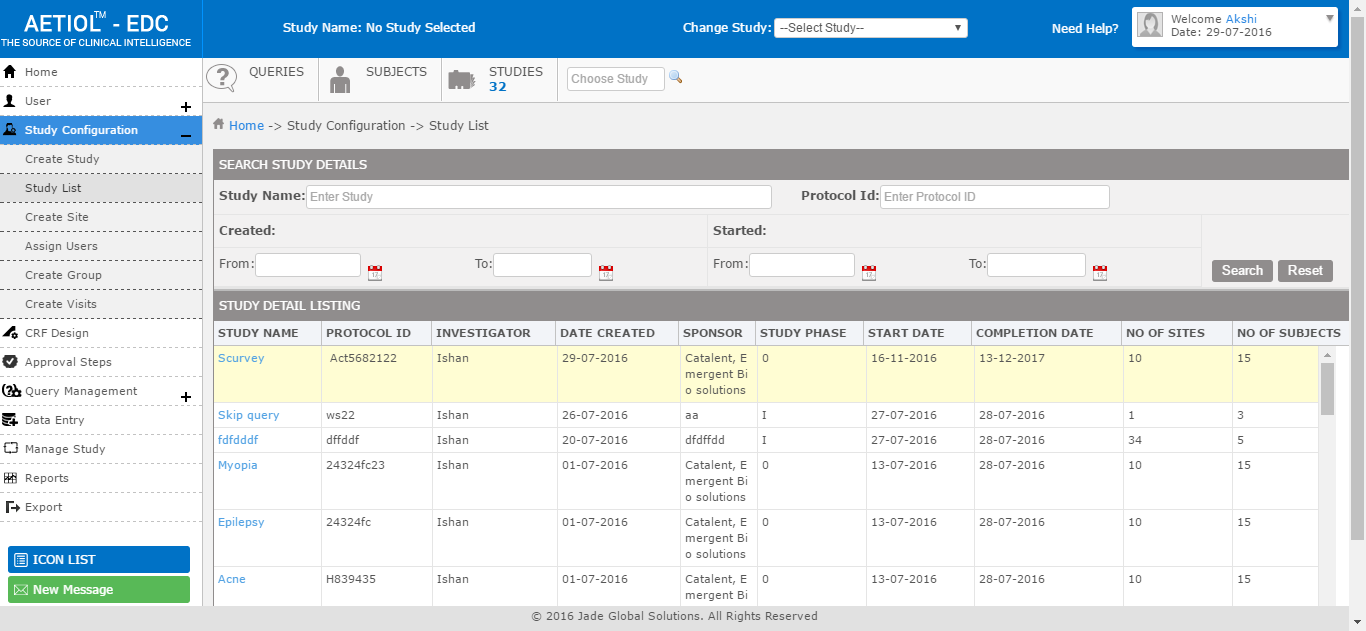 AETIOL™ - EDC
THE SOURCE OF CLINICAL INTELLIGENCE
Study Name: No Study Selected
Change Study: --Select Study--
Need Help?
Welcome Akshi
Date: 29-07-2016
Home
User
Study Configuration
Create Study
Study List
Create Site
Assign Users
Create Group
Create Visits
CRF Design
Approval Steps
Query Management
Data Entry
Manage Study
Reports
Export
ICON LIST
New Message
QUERIES
SUBJECTS
STUDIES
32
Choose Study
Home -> Study Configuration -> Study List
SEARCH STUDY DETAILS
Study Name: Enter Study Protocol Id: Enter Protocol ID
Created: Started:
From: To: From: To: Search Reset
STUDY DETAIL LISTING
STUDY NAME PROTOCOL ID INVESTIGATOR DATE CREATED SPONSOR STUDY PHASE START DATE COMPLETION DATE NO OF SITES NO OF SUBJECTS
Scurvey Act5682122 Ishan 29-07-2016 Catalent, E 0 16-11-2016 13-12-2017 10 15
mergent Bi
o solutions
Skip query ws22 Ishan 26-07-2016 aa I 27-07-2016 28-07-2016 1 3
fdfdddf dffddf Ishan 20-07-2016 dfdffdd I 27-07-2016 28-07-2016 34 5
Myopia 24324fc23 Ishan 01-07-2016 Catalent, E 0 13-07-2016 28-07-2016 10 15
mergent Bi
o solutions
Epilepsy 24324fc Ishan 01-07-2016 Catalent, E 0 13-07-2016 28-07-2016 10 15
mergent Bi
o solutions
Acne H839435 Ishan 01-07-2016 Catalent, E 0 13-07-2016 28-07-2016 10 15
mergent Bi
© 2016 Jade Global Solutions. All Rights Reserved